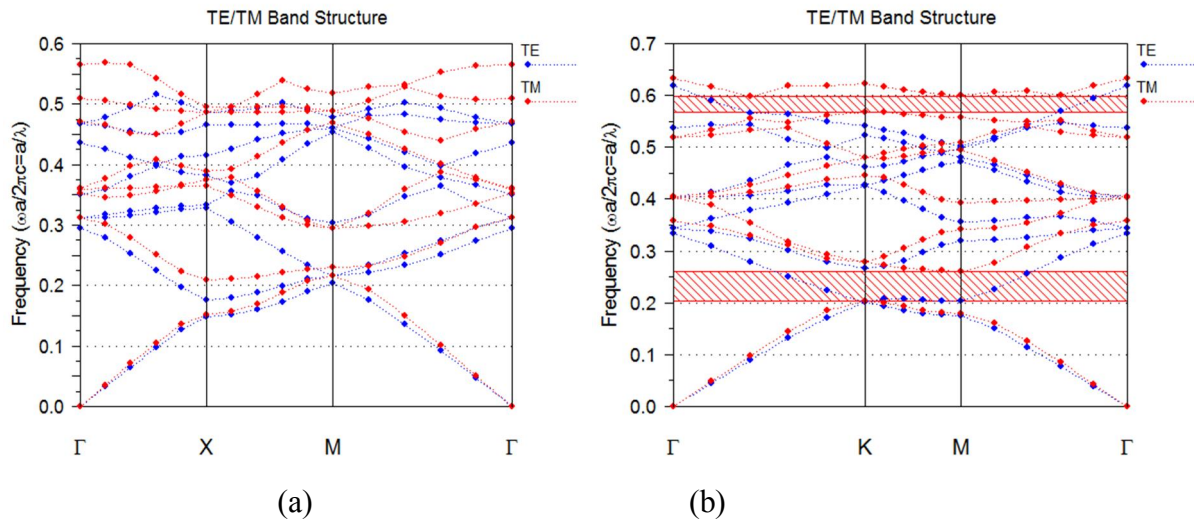 TE/TM Band Structure
Frequency (ωa/2πc=a/λ)
0.6
0.5
0.4
0.3
0.2
0.1
0.0
Γ X M Γ
TE
TM
(a)
TE/TM Band Structure
Frequency (ωa/2πc=a/λ)
0.7
0.6
0.5
0.4
0.3
0.2
0.1
0.0
Γ K M Γ
TE
TM
(b)